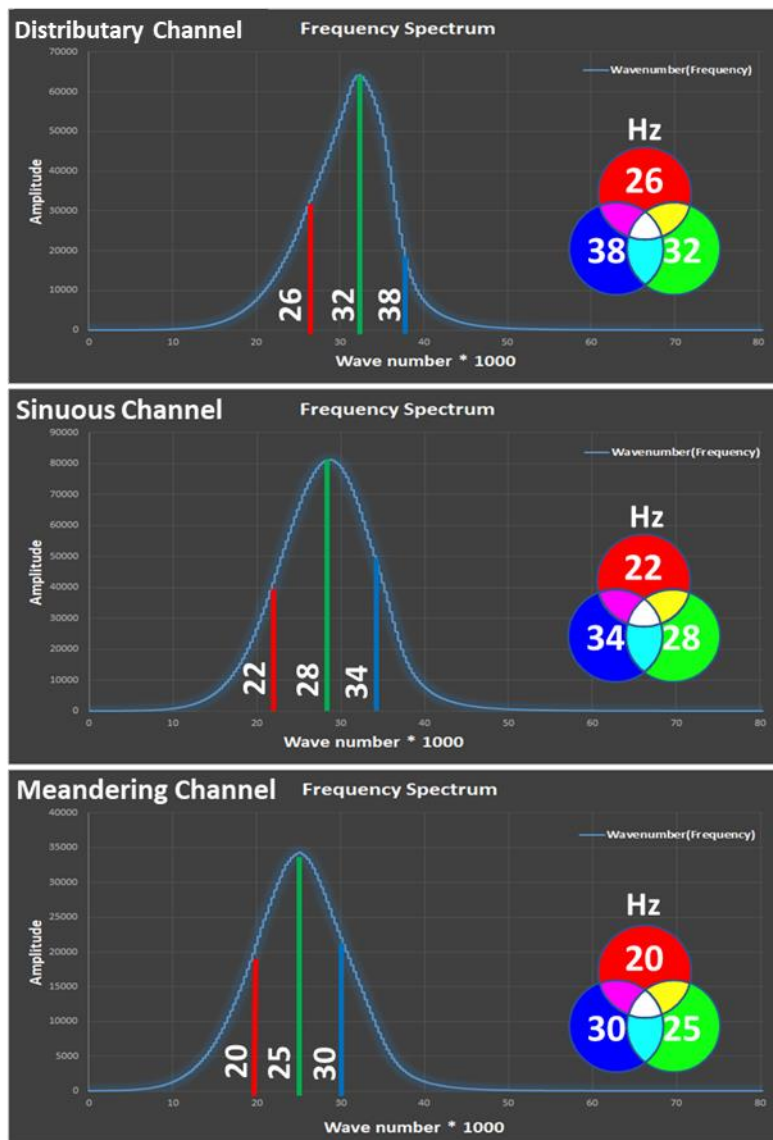 Distributary Channel
Frequency Spectrum
70000
60000
50000
40000
30000
20000
10000
0
Amplitude
Wavenumber(Frequency)
Hz
26
38 32
26
32
38
0 10 20 30 40 50 60 70 80
Wave number * 1000
Sinuous Channel
Frequency Spectrum
90000
80000
70000
60000
50000
40000
30000
20000
10000
0
Amplitude
Wavenumber(Frequency)
Hz
22
34 28
22
28
34
0 10 20 30 40 50 60 70 80
Wave number * 1000
Meandering Channel
Frequency Spectrum
40000
35000
30000
25000
20000
15000
10000
5000
0
Amplitude
Wavenumber(Frequency)
Hz
20
30 25
20
25
30
0 10 20 30 40 50 60 70 80
Wave number * 1000